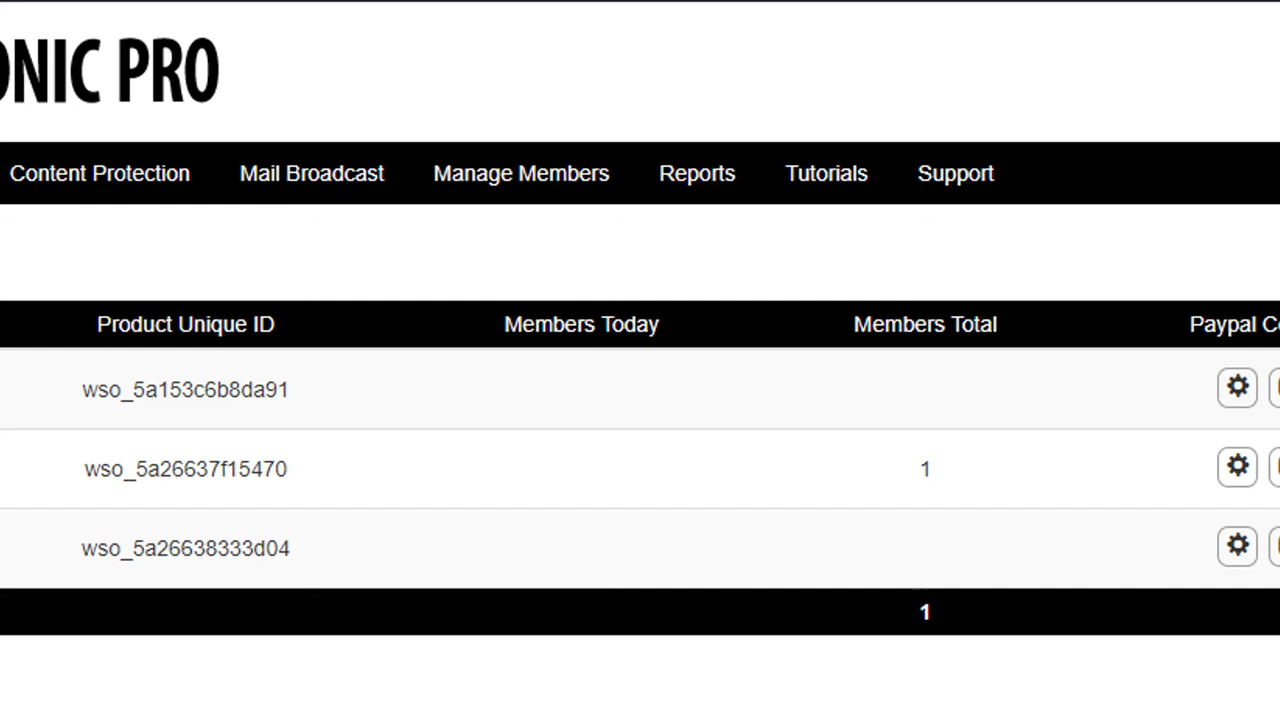 ONIC PRO
Content Protection Mail Broadcast Manage Members Reports Tutorials Support
Product Unique ID Members Today Members Total Paypal
wso_5a153c6b8da91
wso_5a26637f15470 1
wso_5a26638333d04
1